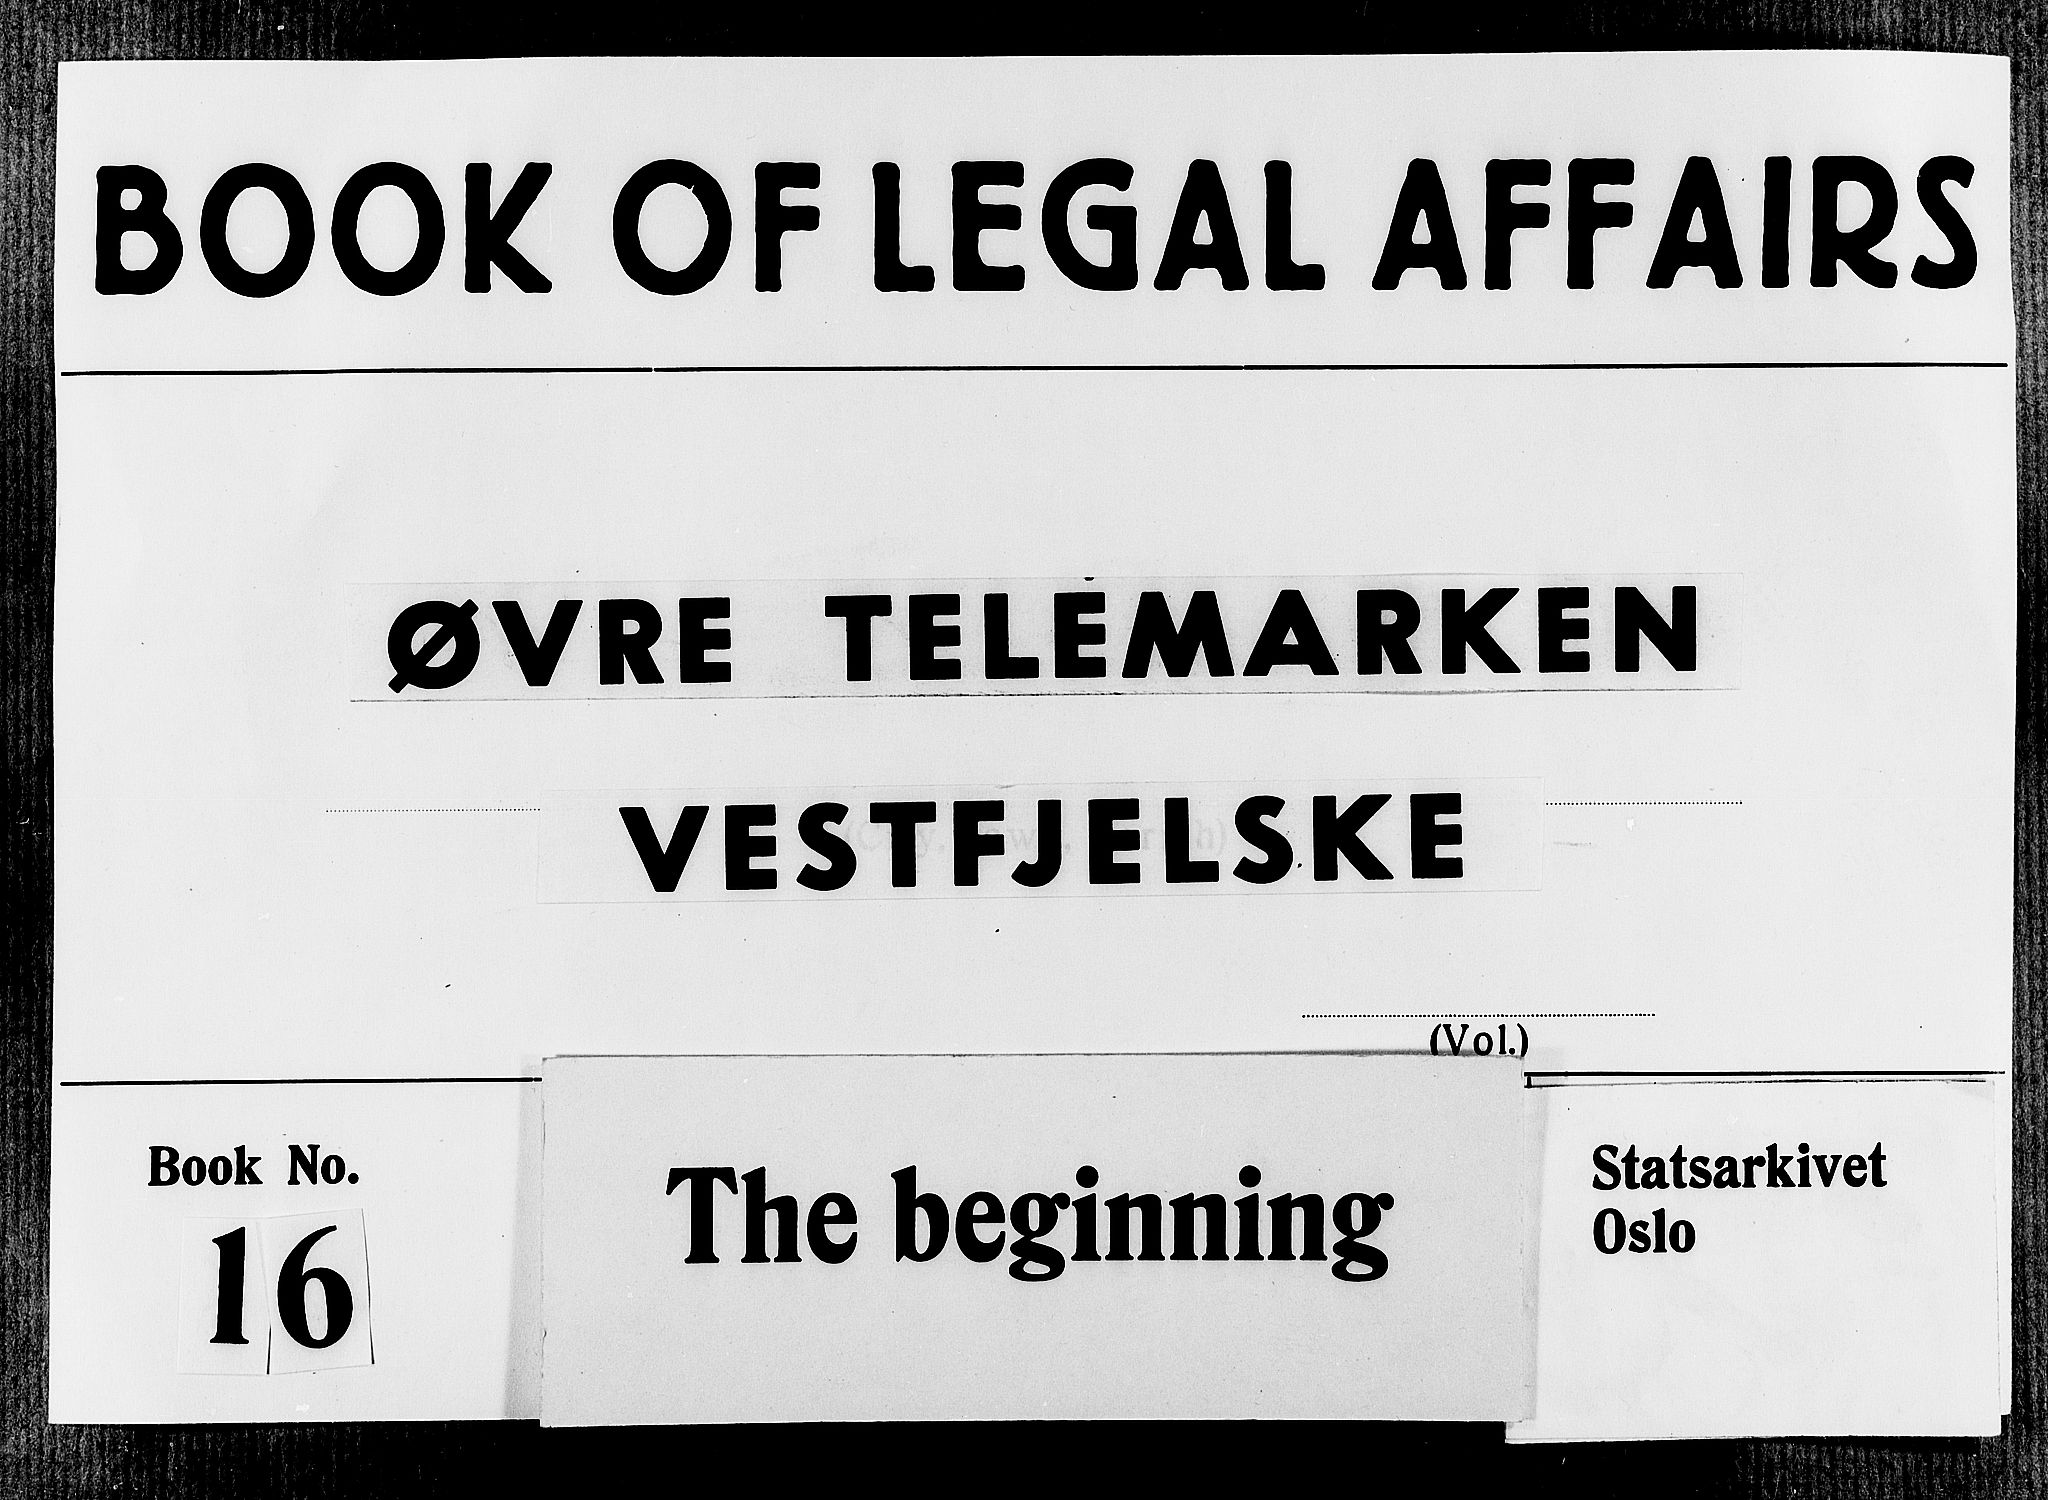 BOOK OF LEGAL AFFAIRS
ØVRE TELEMARKEN
VESTFJELSKE
(Vol.)
Book No.
16
The beginning
Statsarkivet
Oslo